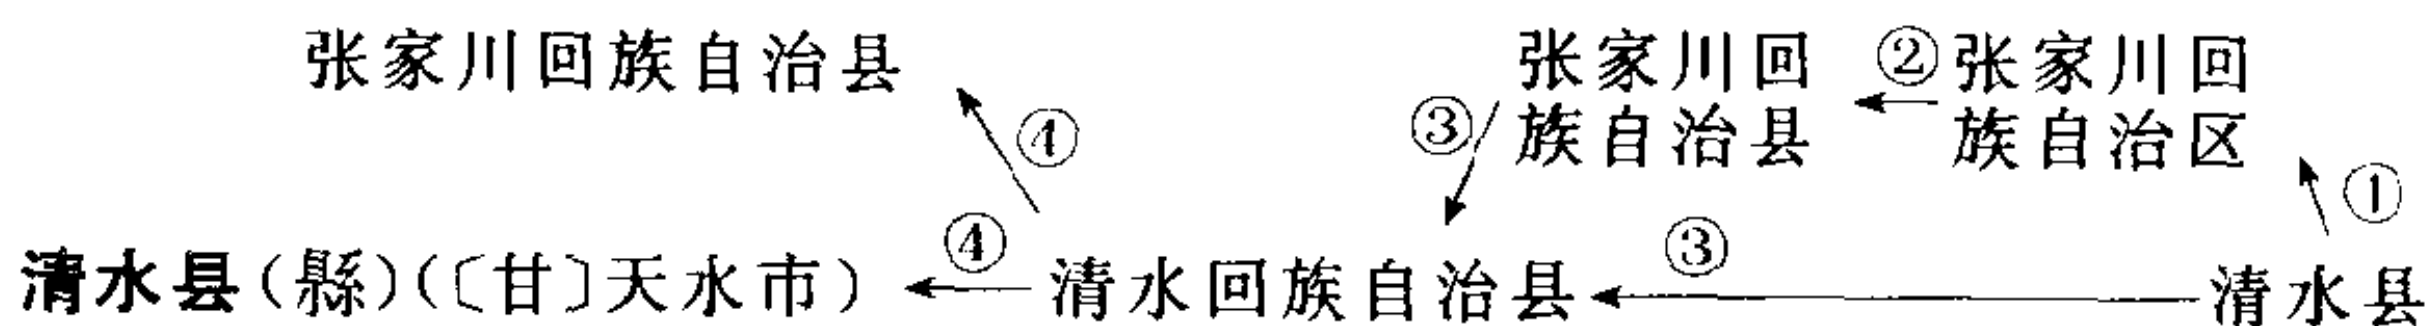 张家川回族自治县
④
③
张家川回
族自治县
②
张家川回
族自治区
①
清水县(縣)(〔甘〕天水市)
④
清水回族自治县
③
清水县